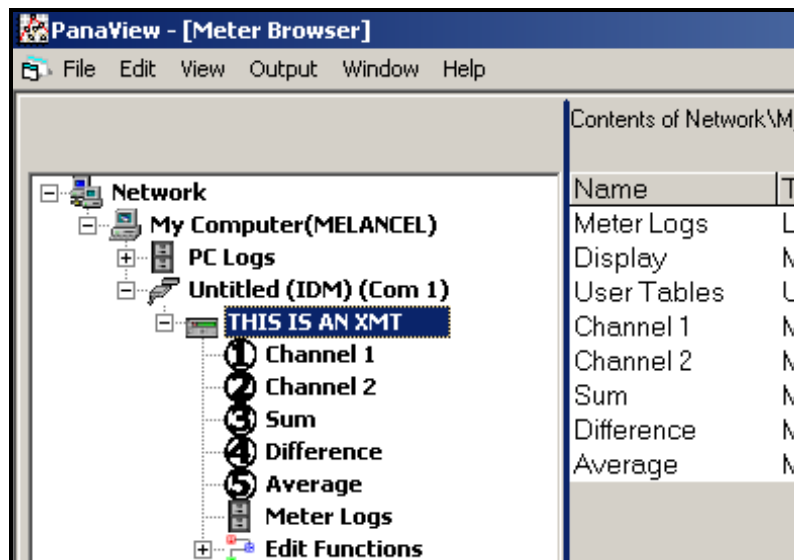 PanaView - [Meter Browser]
File Edit View Output Window Help
Contents of Network\M
Network
My Computer(MELANCEL)
PC Logs
Untitled (IDM) (Com 1)
THIS IS AN XMT
1 Channel 1
2 Channel 2
3 Sum
4 Difference
5 Average
Meter Logs
Edit Functions
Name
Meter Logs
Display
User Tables
Channel 1
Channel 2
Sum
Difference
Average